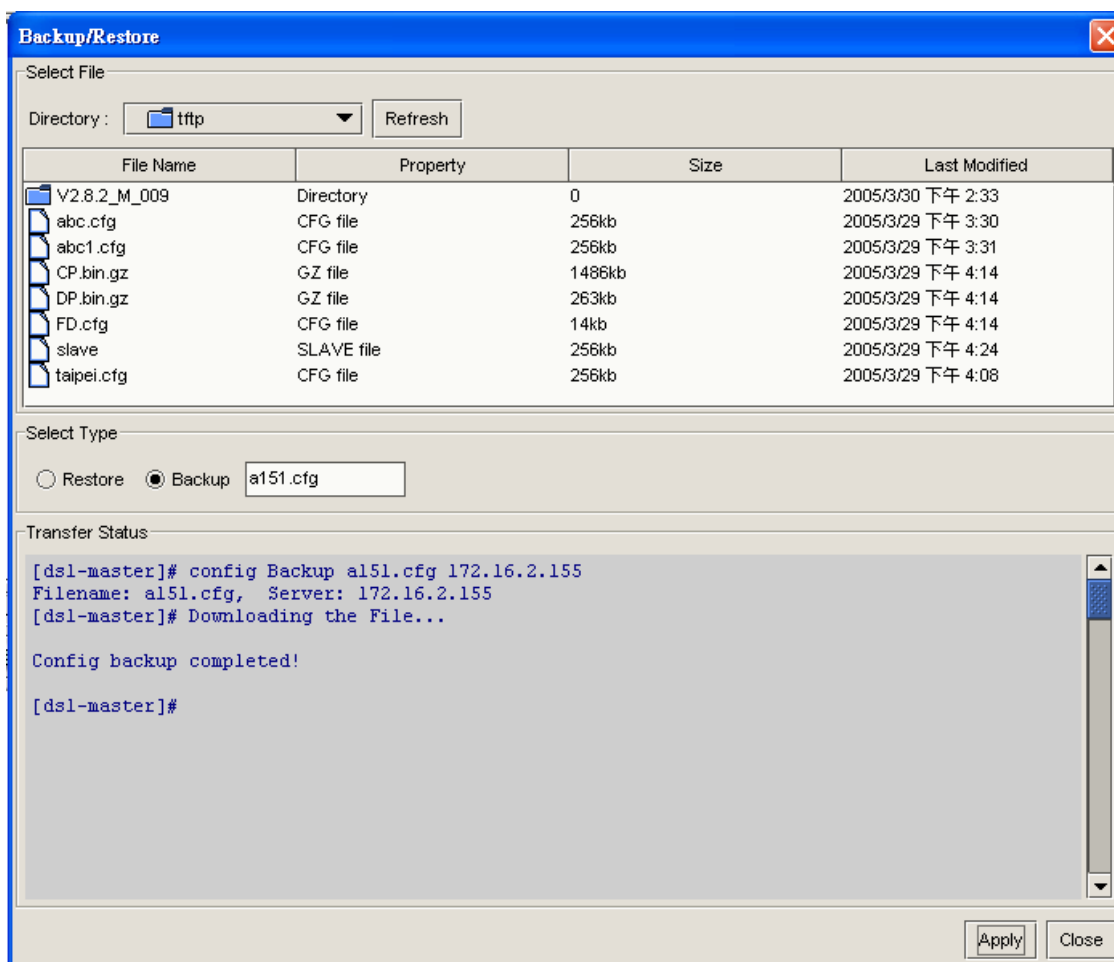 Backup/Restore
Select File
Directory : tftp Refresh
File Name Property Size Last Modified
V2.8.2_M_009 Directory 0 2005/3/30 下午 2:33
abc.cfg CFG file 256kb 2005/3/29 下午 3:30
abc1.cfg CFG file 256kb 2005/3/29 下午 3:31
CP.bin.gz GZ file 1486kb 2005/3/29 下午 4:14
DP.bin.gz GZ file 263kb 2005/3/29 下午 4:14
FD.cfg CFG file 14kb 2005/3/29 下午 4:14
slave SLAVE file 256kb 2005/3/29 下午 4:24
taipei.cfg CFG file 256kb 2005/3/29 下午 4:08
Select Type
Restore Backup a151.cfg
Transfer Status
[dsl-master]# config Backup a151.cfg 172.16.2.155
Filename: a151.cfg, Server: 172.16.2.155
[dsl-master]# Downloading the File...
Config backup completed!
[dsl-master]#
Apply Close